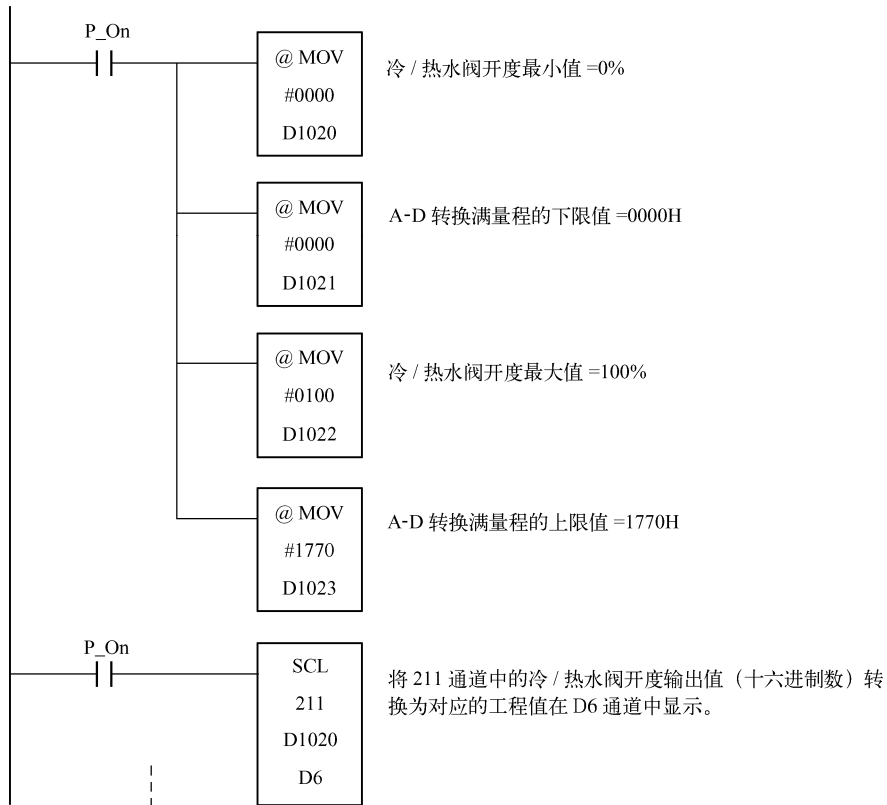 P_On
@ MOV
#0000
D1020
冷 / 热水阀开度最小值 =0%
@ MOV
#0000
D1021
A-D 转换满量程的下限值 =0000H
@ MOV
#0100
D1022
冷 / 热水阀开度最大值 =100%
@ MOV
#1770
D1023
A-D 转换满量程的上限值 =1770H
P_On
SCL
211
D1020
D6
将 211 通道中的冷 / 热水阀开度输出值（十六进制数）转
换为对应的工程值在 D6 通道中显示。